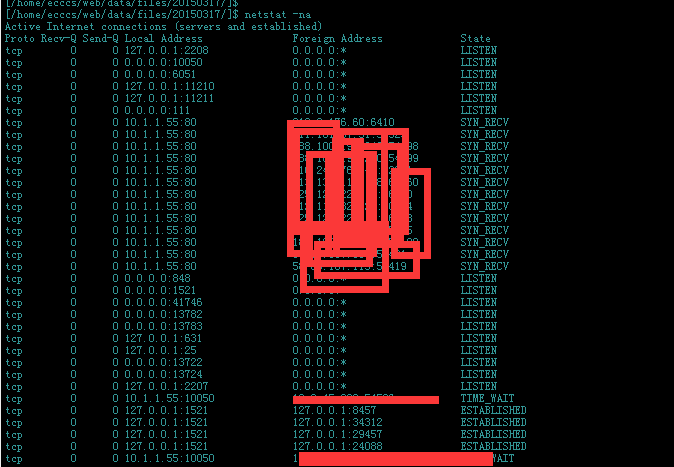 [/home/ecccs/web/data/files/20150317/]$
[/home/ecccs/web/data/files/20150317/]$ netstat -na
Active Internet connections (servers and established)
Proto Recv-Q Send-Q Local Address Foreign Address State
tcp 0 0 127.0.0.1:2208 0.0.0.0:* LISTEN
tcp 0 0 0.0.0.0:10050 0.0.0.0:* LISTEN
tcp 0 0 0.0.0.0:6051 0.0.0.0:* LISTEN
tcp 0 0 127.0.0.1:11210 0.0.0.0:* LISTEN
tcp 0 0 127.0.0.1:11211 0.0.0.0:* LISTEN
tcp 0 0 0.0.0.0:111 0.0.0.0:* LISTEN
tcp 0 0 10.1.1.55:80 SYN_RECV
tcp 0 0 10.1.1.55:80 SYN_RECV
tcp 0 0 10.1.1.55:80 SYN_RECV
tcp 0 0 10.1.1.55:80 SYN_RECV
tcp 0 0 10.1.1.55:80 SYN_RECV
tcp 0 0 10.1.1.55:80 SYN_RECV
tcp 0 0 10.1.1.55:80 SYN_RECV
tcp 0 0 10.1.1.55:80 SYN_RECV
tcp 0 0 10.1.1.55:80 SYN_RECV
tcp 0 0 10.1.1.55:80 SYN_RECV
tcp 0 0 10.1.1.55:80 SYN_RECV
tcp 0 0 10.1.1.55:80 SYN_RECV
tcp 0 0 10.1.1.55:80 SYN_RECV
tcp 0 0 0.0.0.0:848 LISTEN
tcp 0 0 0.0.0.0:1521 LISTEN
tcp 0 0 0.0.0.0:41746 0.0.0.0:* LISTEN
tcp 0 0 0.0.0.0:13782 0.0.0.0:* LISTEN
tcp 0 0 0.0.0.0:13783 0.0.0.0:* LISTEN
tcp 0 0 127.0.0.1:631 0.0.0.0:* LISTEN
tcp 0 0 127.0.0.1:25 0.0.0.0:* LISTEN
tcp 0 0 0.0.0.0:13722 0.0.0.0:* LISTEN
tcp 0 0 0.0.0.0:13724 0.0.0.0:* LISTEN
tcp 0 0 127.0.0.1:2207 0.0.0.0:* LISTEN
tcp 0 0 10.1.1.55:10050 TIME_WAIT
tcp 0 0 127.0.0.1:1521 127.0.0.1:8457 ESTABLISHED
tcp 0 0 127.0.0.1:1521 127.0.0.1:34312 ESTABLISHED
tcp 0 0 127.0.0.1:1521 127.0.0.1:29457 ESTABLISHED
tcp 0 0 127.0.0.1:1521 127.0.0.1:24088 ESTABLISHED
tcp 0 0 10.1.1.55:10050